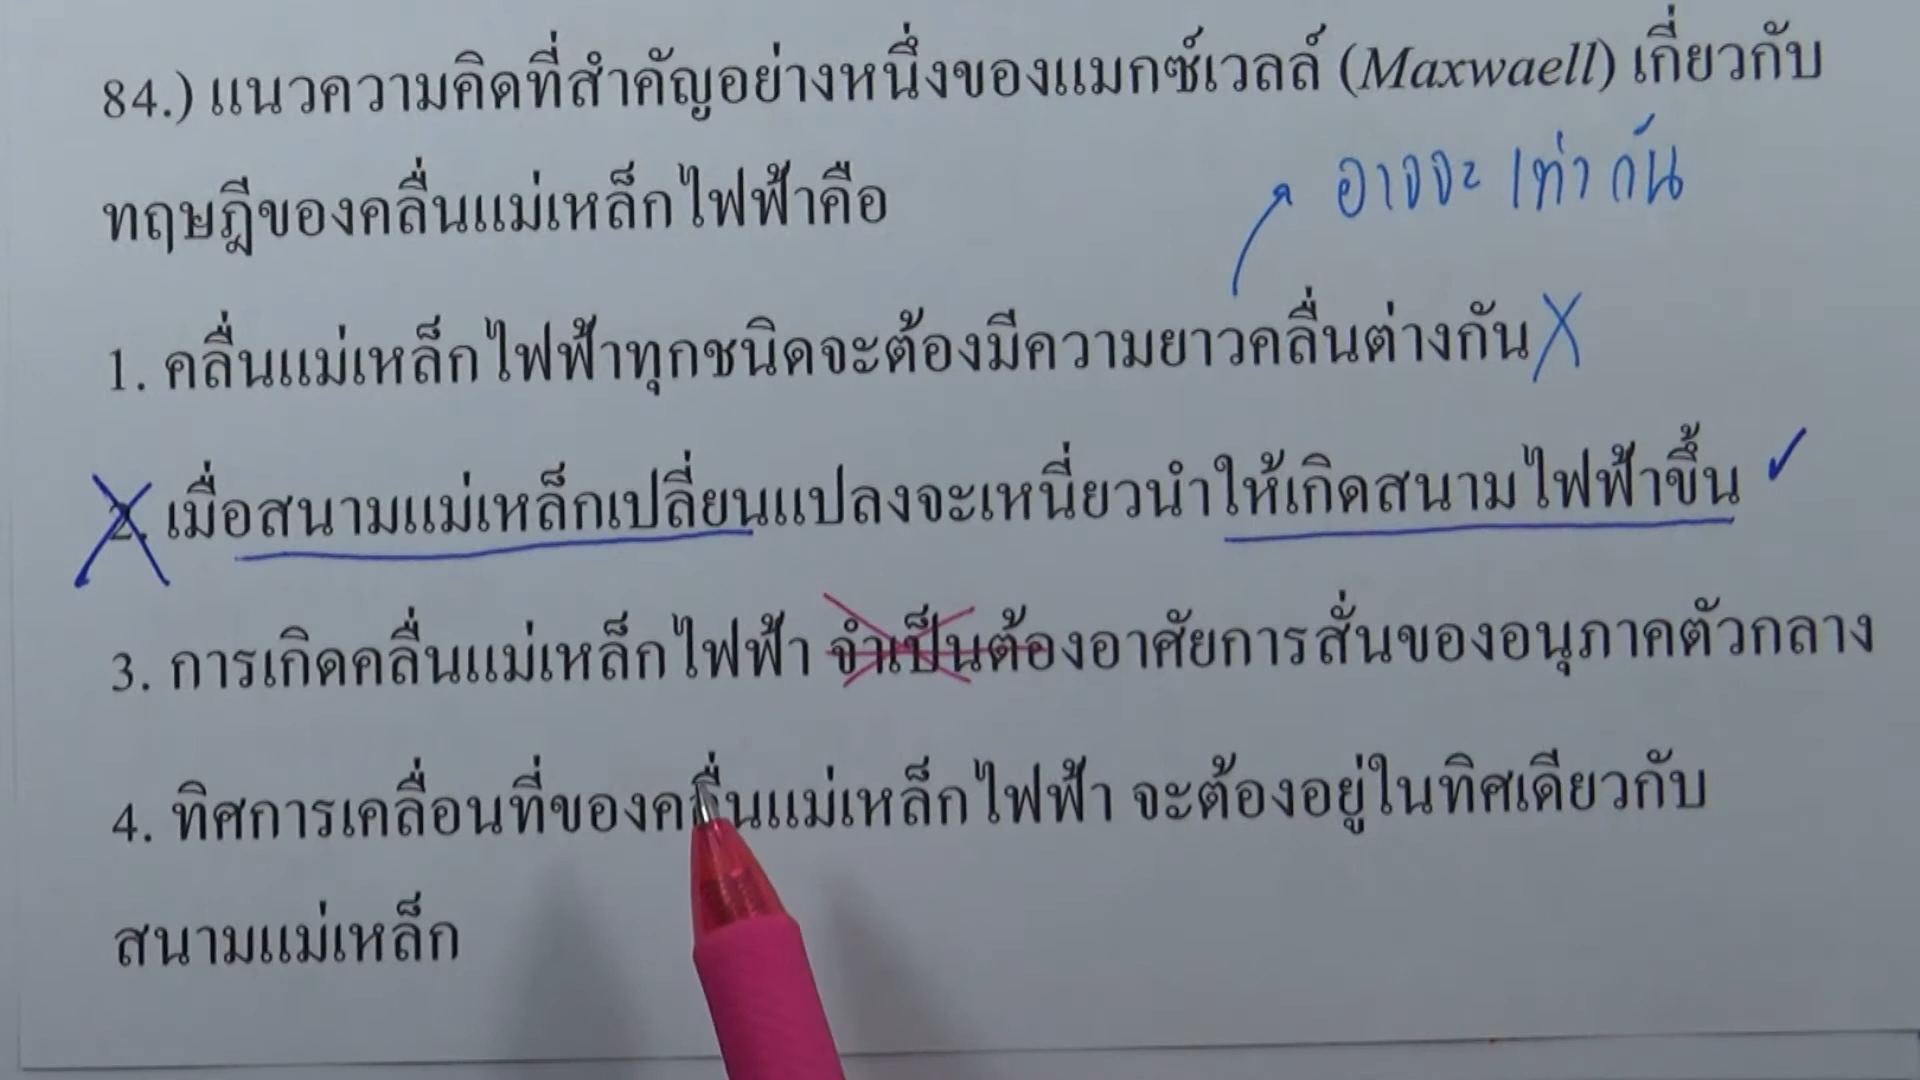 84.) แนวความคิดที่สำคัญอย่างหนึ่งของแมกซ์เวลล์ (Maxwaell) เกี่ยวกับ
ทฤษฎีของคลื่นแม่เหล็กไฟฟ้าคือ
อาจจะ เท่า กัน
1. คลื่นแม่เหล็กไฟฟ้าทุกชนิดจะต้องมีความยาวคลื่นต่างกัน
2. เมื่อสนามแม่เหล็กเปลี่ยนแปลงจะเหนี่ยวนำให้เกิดสนามไฟฟ้าขึ้น
3. การเกิดคลื่นแม่เหล็กไฟฟ้า จำเป็นต้องอาศัยการสั่นของอนุภาคตัวกลาง
4. ทิศการเคลื่อนที่ของคลื่นแม่เหล็กไฟฟ้า จะต้องอยู่ในทิศเดียวกับ
สนามแม่เหล็ก